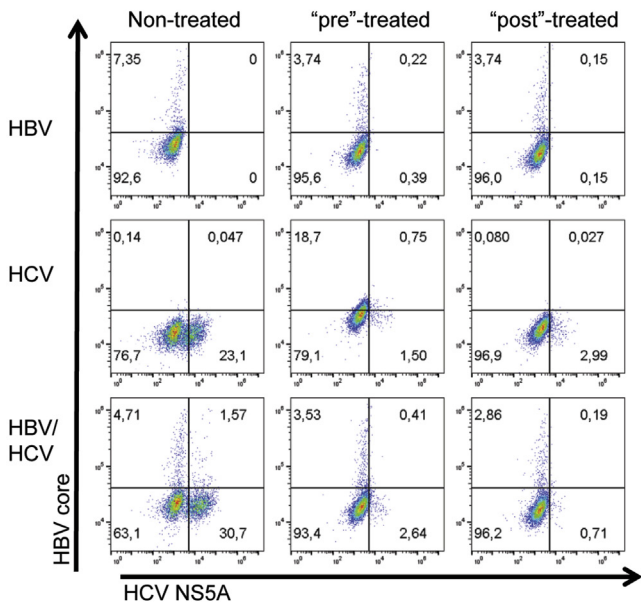 Non-treated "pre"-treated "post"-treated
HBV
7,35 0
92,6 0
3,74 0,22
95,6 0,39
3,74 0,15
96,0 0,15
HCV
0,14 0,047
76,7 23,1
18,7 0,75
79,1 1,50
0,080 0,027
96,9 2,99
HBV/
HCV
4,71 1,57
63,1 30,7
3,53 0,41
93,4 2,64
2,86 0,19
96,2 0,71
HBV core
HCV NS5A